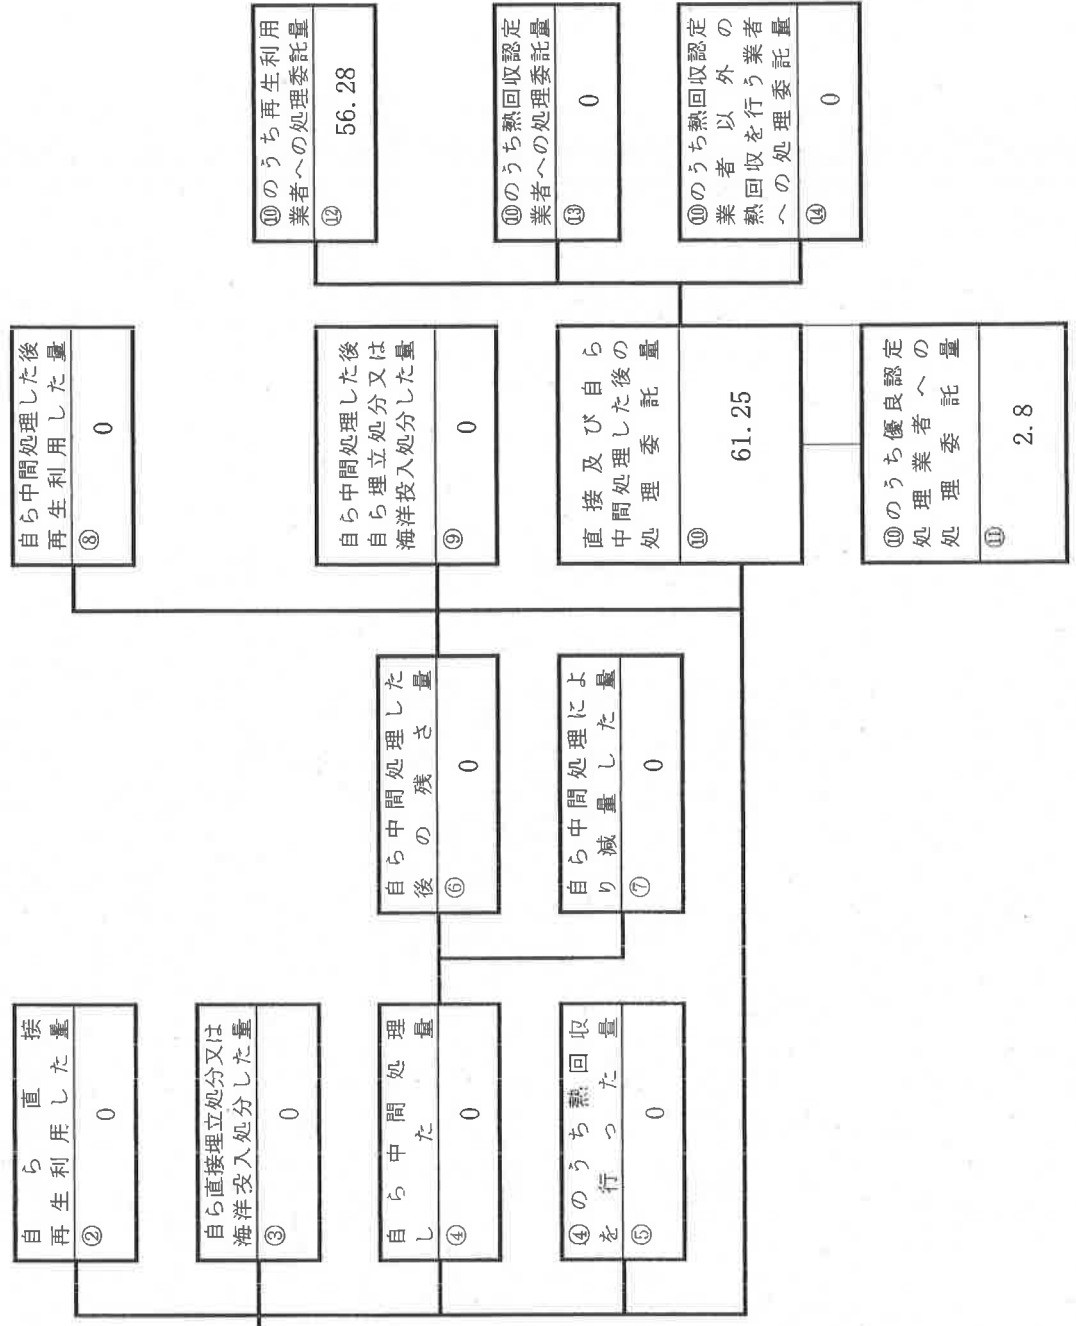 自ら直接
再生利用した量
②
0
自ら直接埋立処分又は
海洋投入処分した量
③
0
自ら中間処理
した量
④
0
④のうち熱回収
を行った量
⑤
0
自ら中間処理した
後の残さ量
⑥
0
自ら中間処理によ
り減量した量
⑦
0
自ら中間処理した後
再生利用した量
⑧
0
自ら中間処理した後
自ら埋立処分又は
海洋投入処分した量
⑨
0
直接及び自ら
中間処理した後の
処理委託量
⑩
61.25
⑩のうち優良認定
処理業者への
処理委託量
⑪
2.8
⑩のうち再生利用
業者への処理委託量
⑫
56.28
⑩のうち熱回収認定
業者への処理委託量
⑬
0
⑩のうち熱回収認定
業者以外の
熱回収を行う業者
への処理委託量
⑭
0